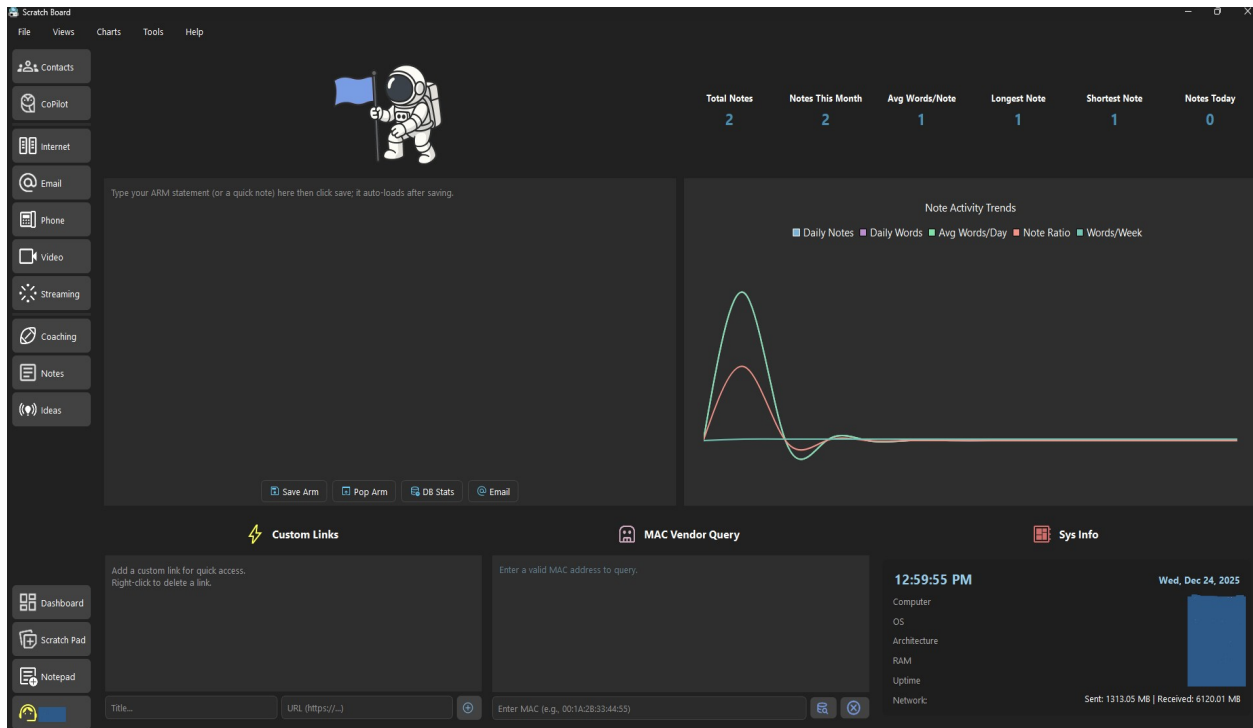 Scratch Board
File Views Charts Tools Help
Contacts
CoPilot
Internet
Email
Phone
Video
Streaming
Coaching
Notes
Ideas
Dashboard
Scratch Pad
Notepad
Total Notes Notes This Month Avg Words/Note Longest Note Shortest Note Notes Today
2 2 1 1 1 0
Type your ARM statement (or a quick note) here then click save; it auto-loads after saving.
Save Arm Pop Arm DB Stats Email
Note Activity Trends
Daily Notes Daily Words Avg Words/Day Note Ratio Words/Week
Custom Links
Add a custom link for quick access.
Right-click to delete a link.
Title... URL (https://...)
MAC Vendor Query
Enter a valid MAC address to query.
Enter MAC (e.g., 00:1A:2B:33:44:55)
Sys Info
12:59:55 PM Wed, Dec 24, 2025
Computer
OS
Architecture
RAM
Uptime
Network: Sent: 1313.05 MB | Received: 6120.01 MB